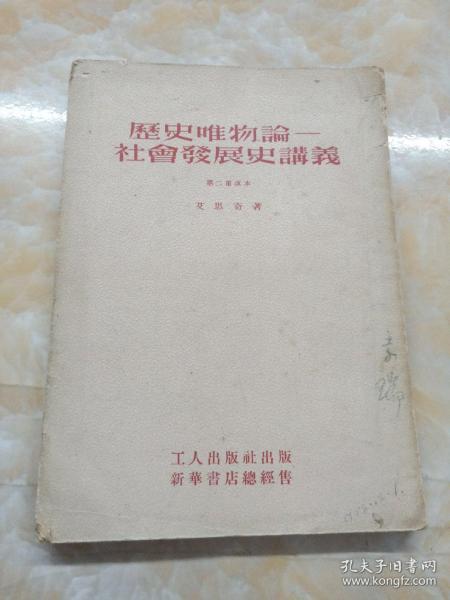 歷史唯物論—
社會發展史講義
第二重改本
艾思奇著
工人出版社出版
新華書店總經售
孔夫子旧书网
www.kongfz.com